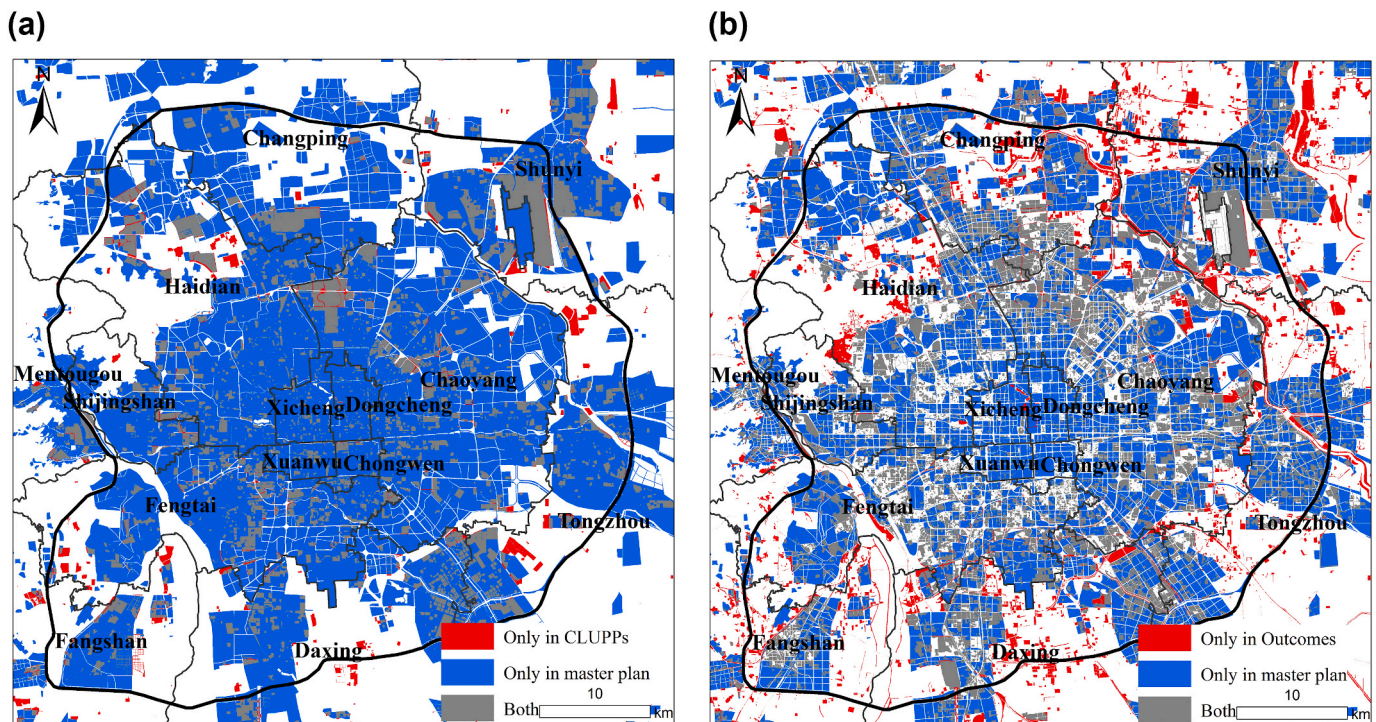 (a)
N
Changping
Shunyi
Haidian
Mentougou
Shijingshan
Chaoyang
Xicheng Dongcheng
Xuanwu Chongwen
Fengtai
Tongzhou
Fangshan
Daxing
Only in CLUPPs
Only in master plan
10
Both
km
(b)
N
Changping
Shunyi
Haidian
Mentougou
Shijingshan
Chaoyang
Xicheng Dongcheng
Xuanwu Chongwen
Fengtai
Tongzhou
Fangshan
Daxing
Only in Outcomes
Only in master plan
10
Both
km